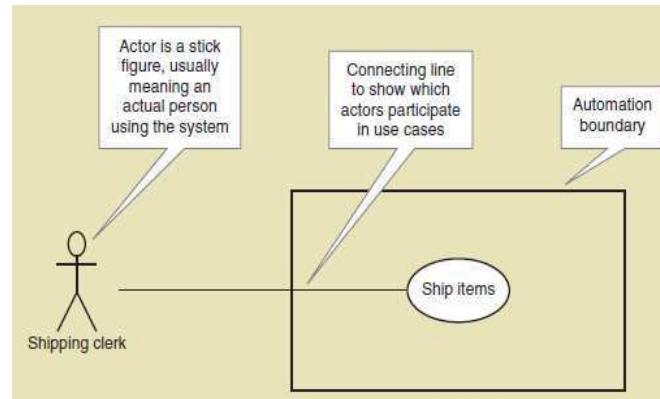 Actor is a stick
figure, usually
meaning an
actual person
using the system
Connecting line
to show which
actors participate
in use cases
Automation
boundary
Ship items
Shipping clerk